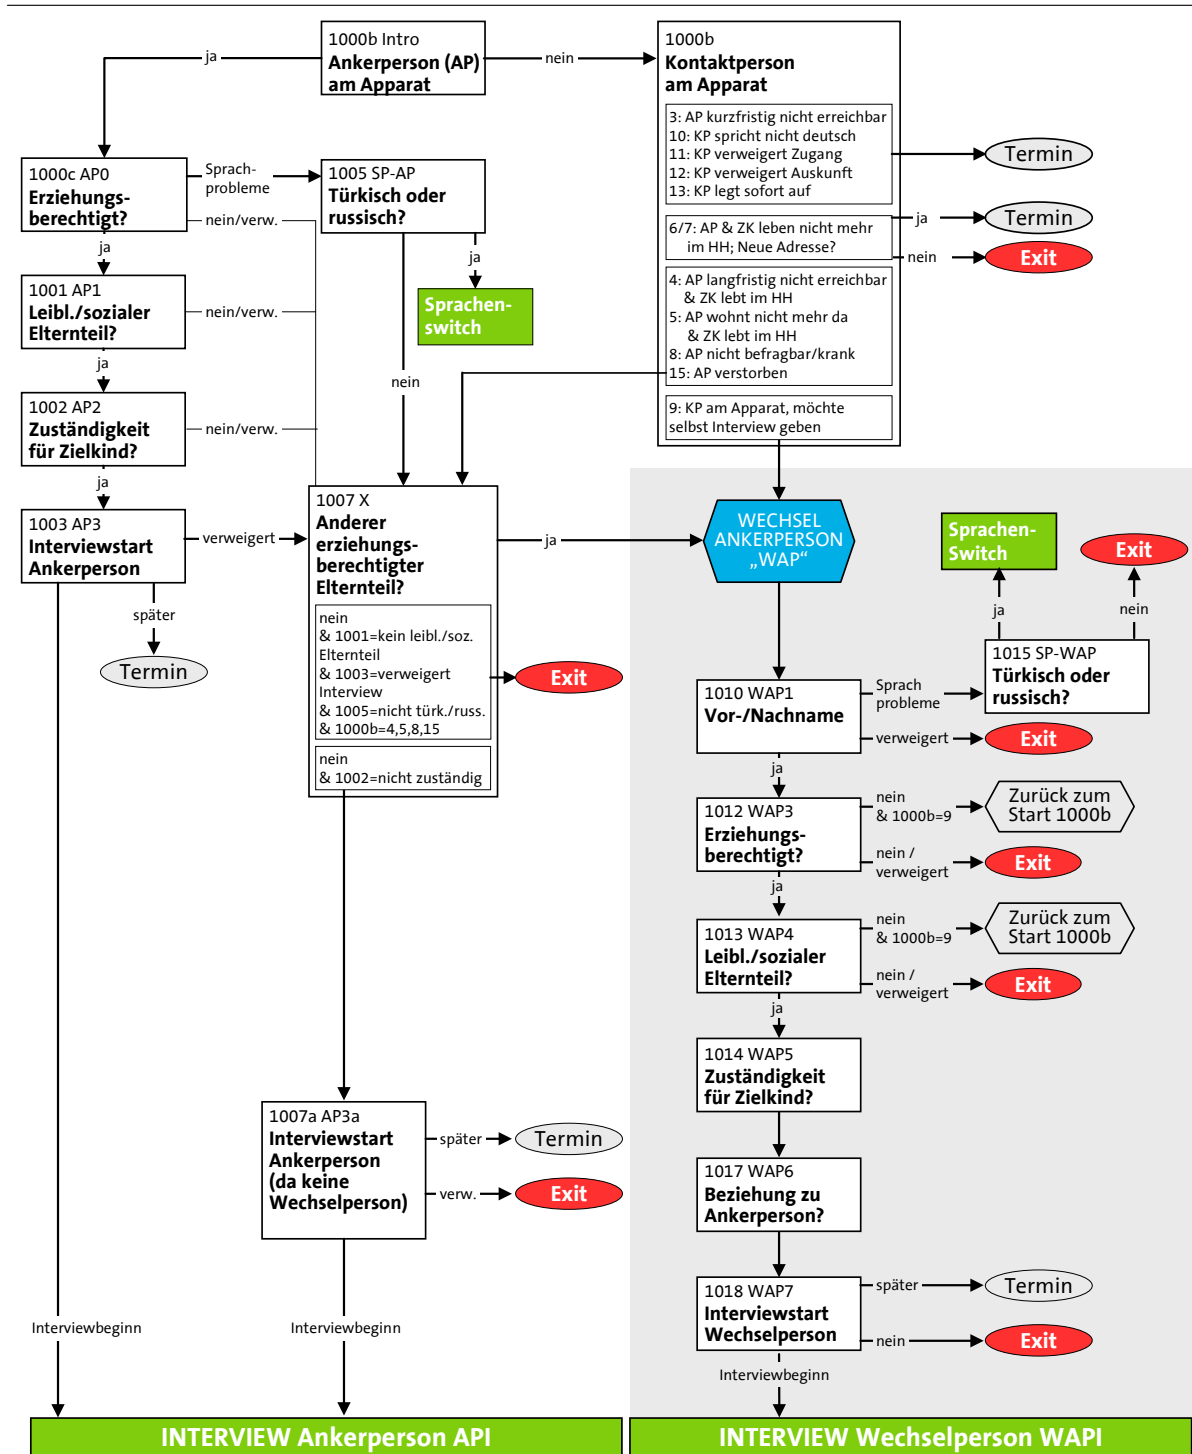 1000b Intro
Ankerperson (AP)
am Apparat
ja
nein
1000b
Kontaktperson
am Apparat
3: AP kurzfristig nicht erreichbar
10: KP spricht nicht deutsch
11: KP verweigert Zugang
12: KP verweigert Auskunft
13: KP legt sofort auf
Termin
6/7: AP & ZK leben nicht mehr
im HH; Neue Adresse?
ja
Termin
nein
Exit
4: AP langfristig nicht erreichbar
& ZK lebt im HH
5: AP wohnt nicht mehr da
& ZK lebt im HH
8: AP nicht befragbar/krank
15: AP verstorben
9: KP am Apparat, möchte
selbst Interview geben
1000c AP0
Erziehungs-
berechtigt?
Sprach-
probleme
nein/verw.
ja
1005 SP-AP
Türkisch oder
russisch?
ja
Sprachen-
switch
nein
1001 AP1
Leibl./sozialer
Elternteil?
nein/verw.
ja
1002 AP2
Zuständigkeit
für Zielkind?
nein/verw.
ja
1003 AP3
Interviewstart
Ankerperson
verweigert
später
Termin
1007 X
Anderer
erziehungs-
berechtigter
Elternteil?
ja
nein
& 1001=kein leibl./soz.
Elternteil
& 1003=verweigert
Interview
& 1005=nicht türk./russ.
& 1000b=4,5,8,15
Exit
nein
& 1002=nicht zuständig
WECHSEL
ANKERPERSON
„WAP“
Sprachen-
Switch
Exit
ja
nein
1015 SP-WAP
Türkisch oder
russisch?
1010 WAP1
Vor-/Nachname
Sprach
probleme
verweigert
Exit
ja
1012 WAP3
Erziehungs-
berechtigt?
nein
& 1000b=9
Zurück zum
Start 1000b
nein /
verweigert
Exit
ja
1013 WAP4
Leibl./sozialer
Elternteil?
nein
& 1000b=9
Zurück zum
Start 1000b
nein /
verweigert
Exit
ja
1014 WAP5
Zuständigkeit
für Zielkind?
1007a AP3a
Interviewstart
Ankerperson
(da keine
Wechselperson)
später
Termin
verw.
Exit
1017 WAP6
Beziehung zu
Ankerperson?
1018 WAP7
Interviewstart
Wechselperson
später
Termin
nein
Exit
Interviewbeginn
Interviewbeginn
Interviewbeginn
INTERVIEW Ankerperson API
INTERVIEW Wechselperson WAPI